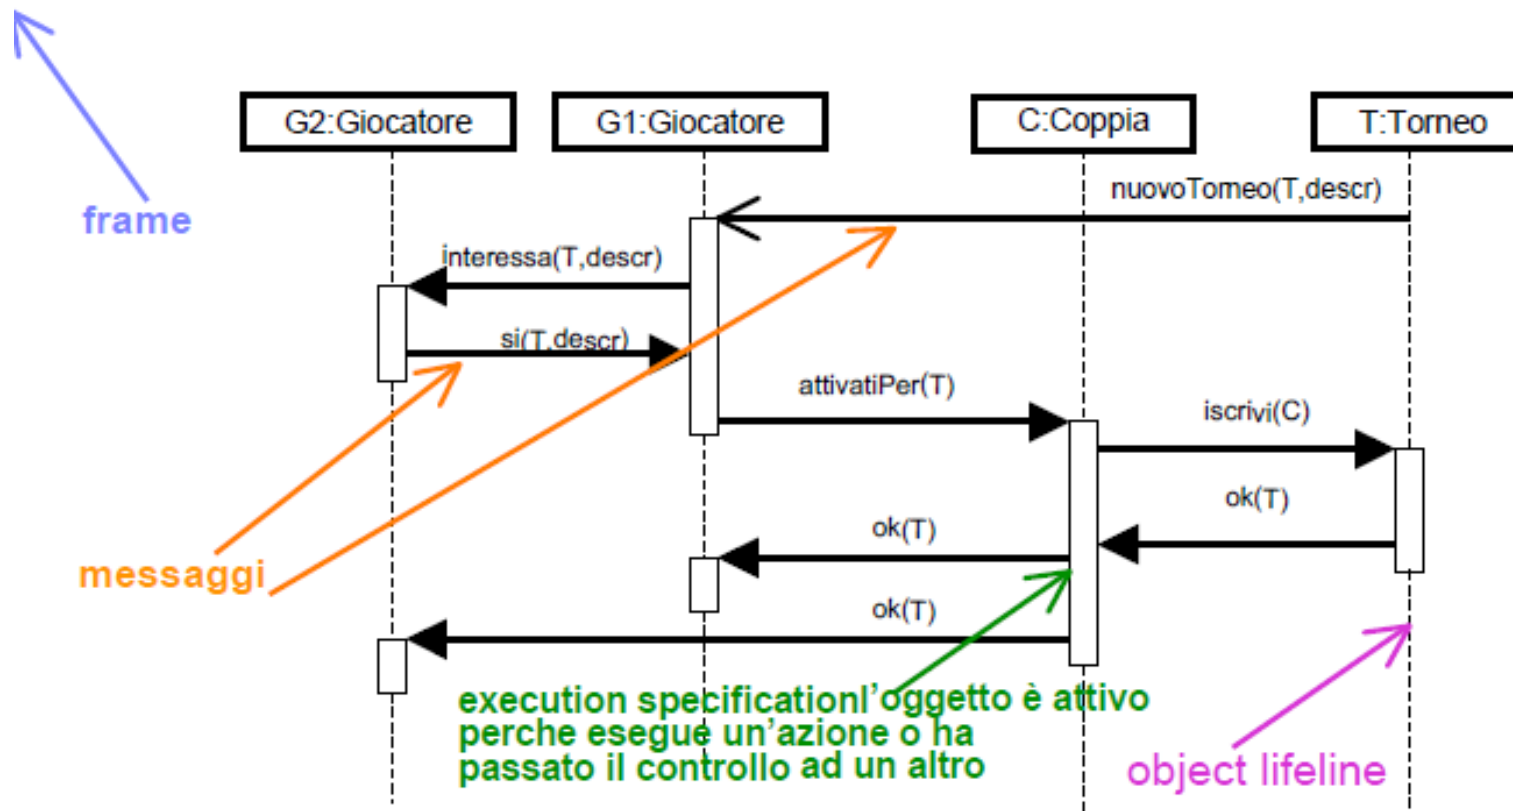 G2:Giocatore
G1:Giocatore
C:Coppia
T:Torneo
nuovoTorneo(T,descr)
frame
interessa(T,descr)
si(T,descr)
attivatiPer(T)
iscrivi(C)
ok(T)
ok(T)
messaggi
ok(T)
execution specificationl'oggetto è attivo
perche esegue un'azione o ha
passato il controllo ad un altro
object lifeline